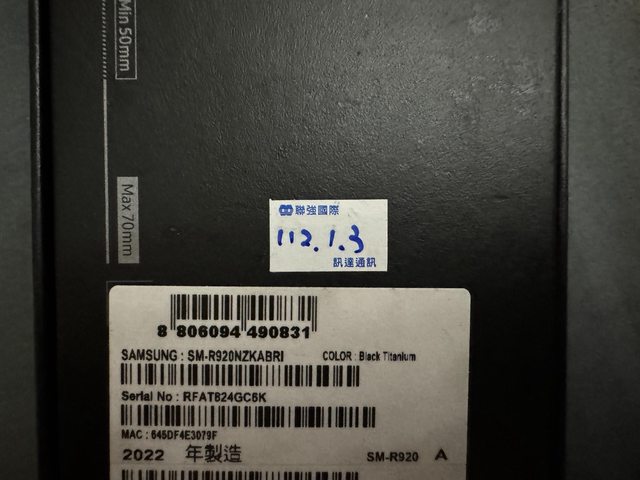 Min 50mm
Max 70mm
聯強國際
112.1.3
訊達通訊
8 806094 490831
SAMSUNG : SM-R920NZKABRI COLOR : Black Titanium
Serial No : RFAT824GC6K
MAC : 645DF4E3079F
2022 年製造 SM-R920 A